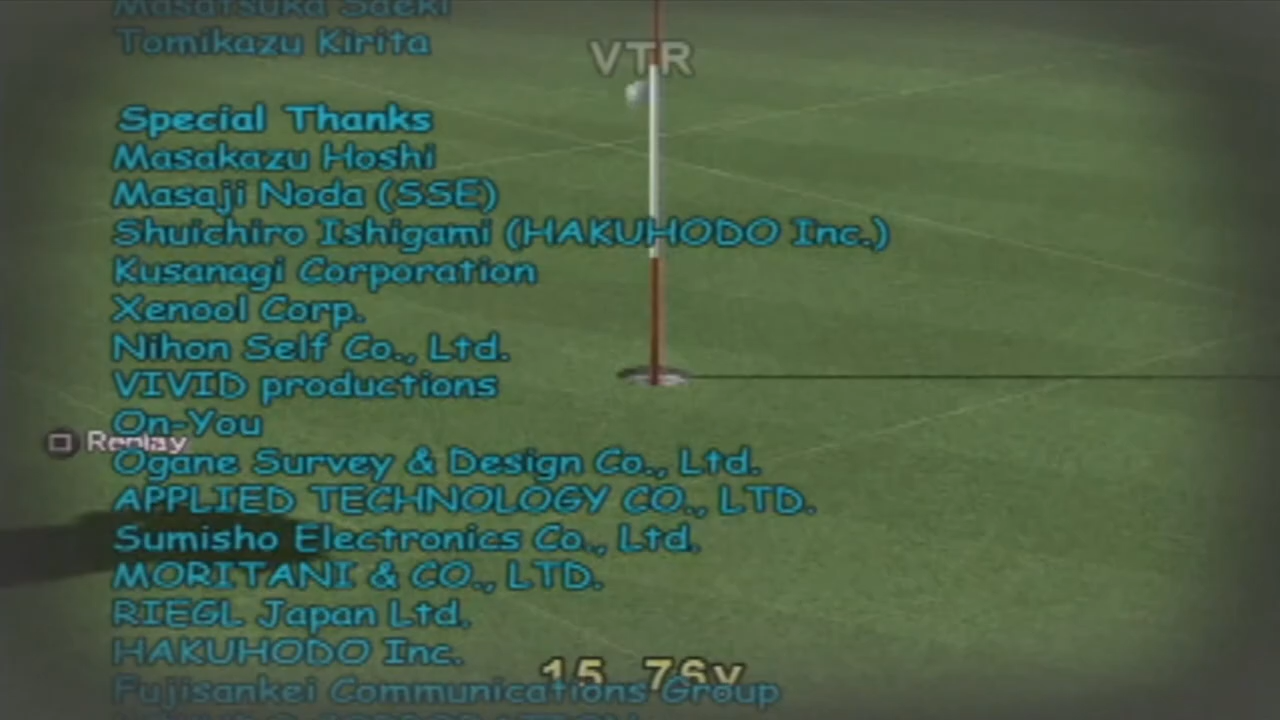 Masatsuka Saeki
Tomikazu Kirita
VTR
Special Thanks
Masakazu Hoshi
Masaji Noda (SSE)
Shuichiro Ishigami (HAKUHODO Inc.)
Kusanagi Corporation
Xenool Corp.
Nihon Self Co., Ltd.
VIVID productions
On-You
Replay
Ogane Survey & Design Co., Ltd.
APPLIED TECHNOLOGY CO., LTD.
Sumisho Electronics Co., Ltd.
MORITANI & CO., LTD.
RIEGL Japan Ltd.
HAKUHODO Inc.
15.76y
Fujisankei Communications Group